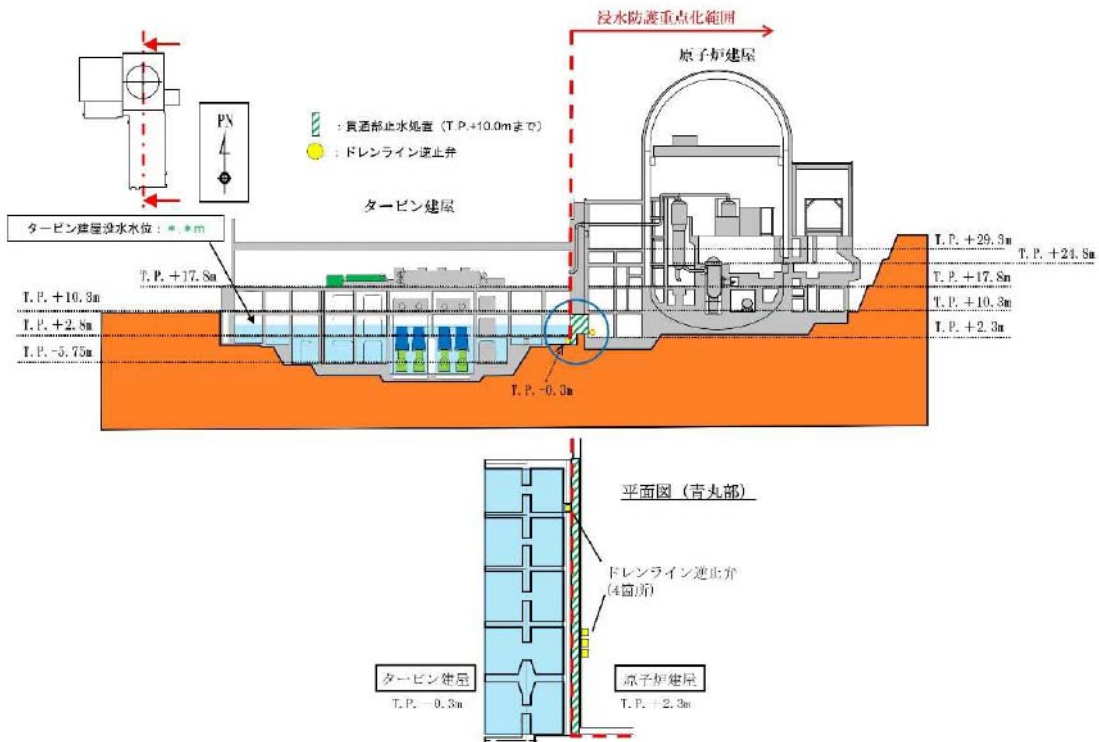 浸水防護重点化範囲
原子炉建屋
PN
：貫通部止水処置（T.P.+10.0mまで）
：ドレンライン逆止弁
タービン建屋
タービン建屋没水水位：*.*m
T.P.+29.3m
T.P.+24.8m
T.P.+17.8m
T.P.+17.8m
T.P.+10.3m
T.P.+10.3m
T.P.+2.8m
T.P.+2.3m
T.P.-5.75m
T.P.-0.3m
平面図（青丸部）
ドレンライン逆止弁
(4箇所)
タービン建屋
原子炉建屋
T.P.-0.3m
T.P.+2.3m